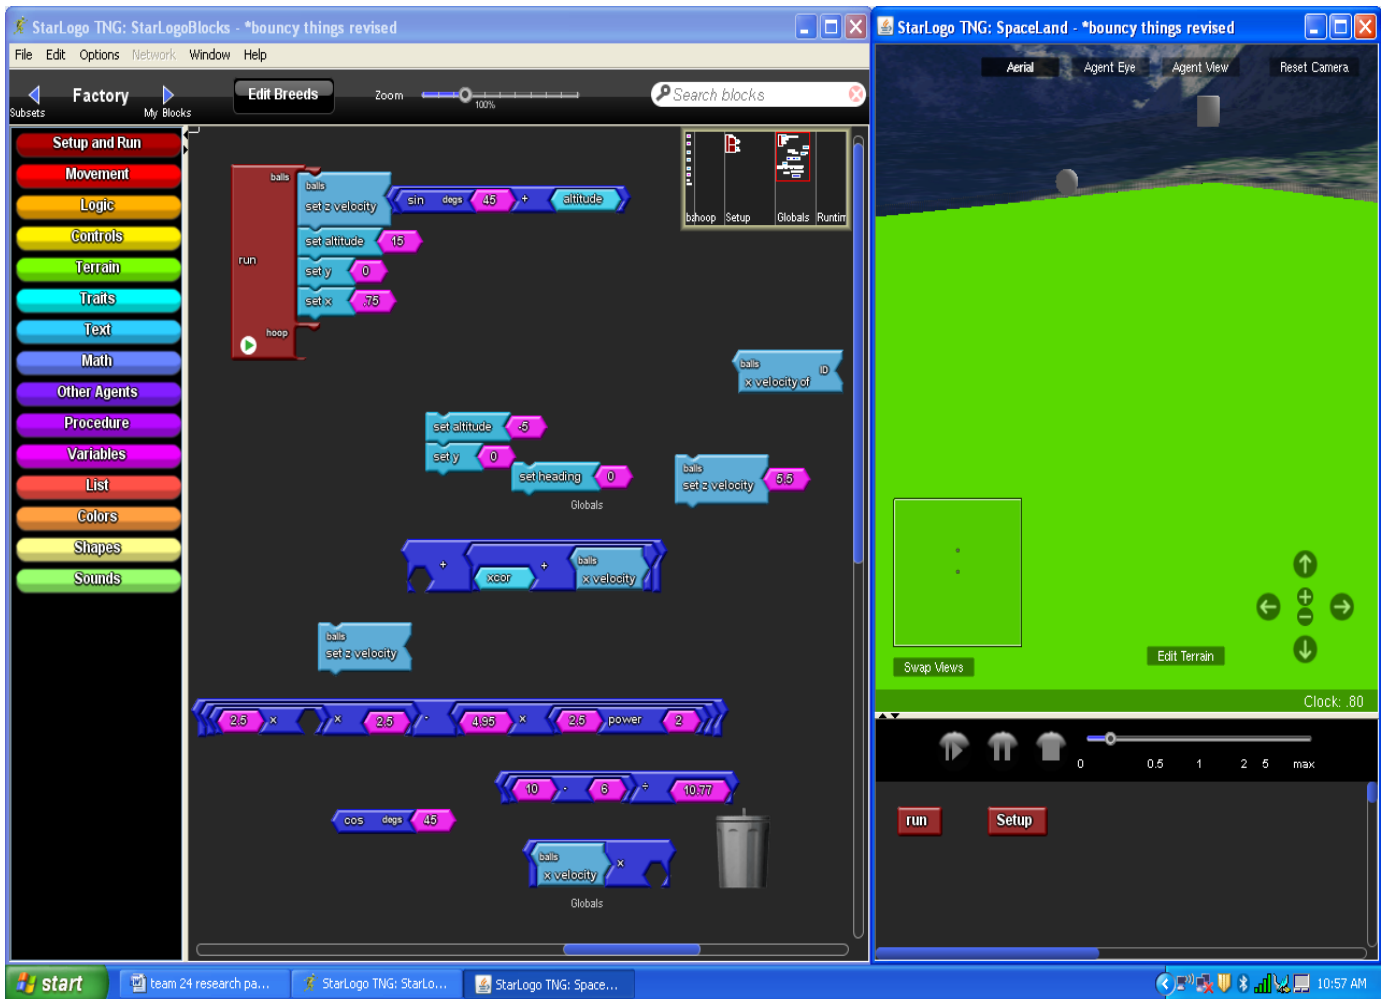 StarLogo TNG: StarLogoBlocks - *bouncy things revised
File Edit Options Network Window Help
Subsets
Factory
My Blocks
Edit Breeds
Zoom
100%
Search blocks
Setup and Run
Movement
Logic
Controls
Terrain
Traits
Text
Math
Other Agents
Procedure
Variables
List
Colors
Shapes
Sounds
hoop Setup Globals Runtim
run
balls
hoop
balls
set z velocity sin degs 45 + altitude
set altitude 15
set y 0
set x .75
balls
x velocity of ID
set altitude -5
set y 0
set heading 0
balls
set z velocity 5.5
Globals
+ xcor + balls
x velocity
balls
set z velocity
2.5 x x 2.5 - 4.95 x 2.5 power 2
10 - 6 ÷ 10.77
cos degs 45
balls
x velocity x
Globals
StarLogo TNG: SpaceLand - *bouncy things revised
Aerial Agent Eye Agent View Reset Camera
Swap Views
Edit Terrain
Clock: .80
0 0.5 1 2 5 max
run Setup
start
team 24 research pa...
StarLogo TNG: StarLo...
StarLogo TNG: Space...
10:57 AM